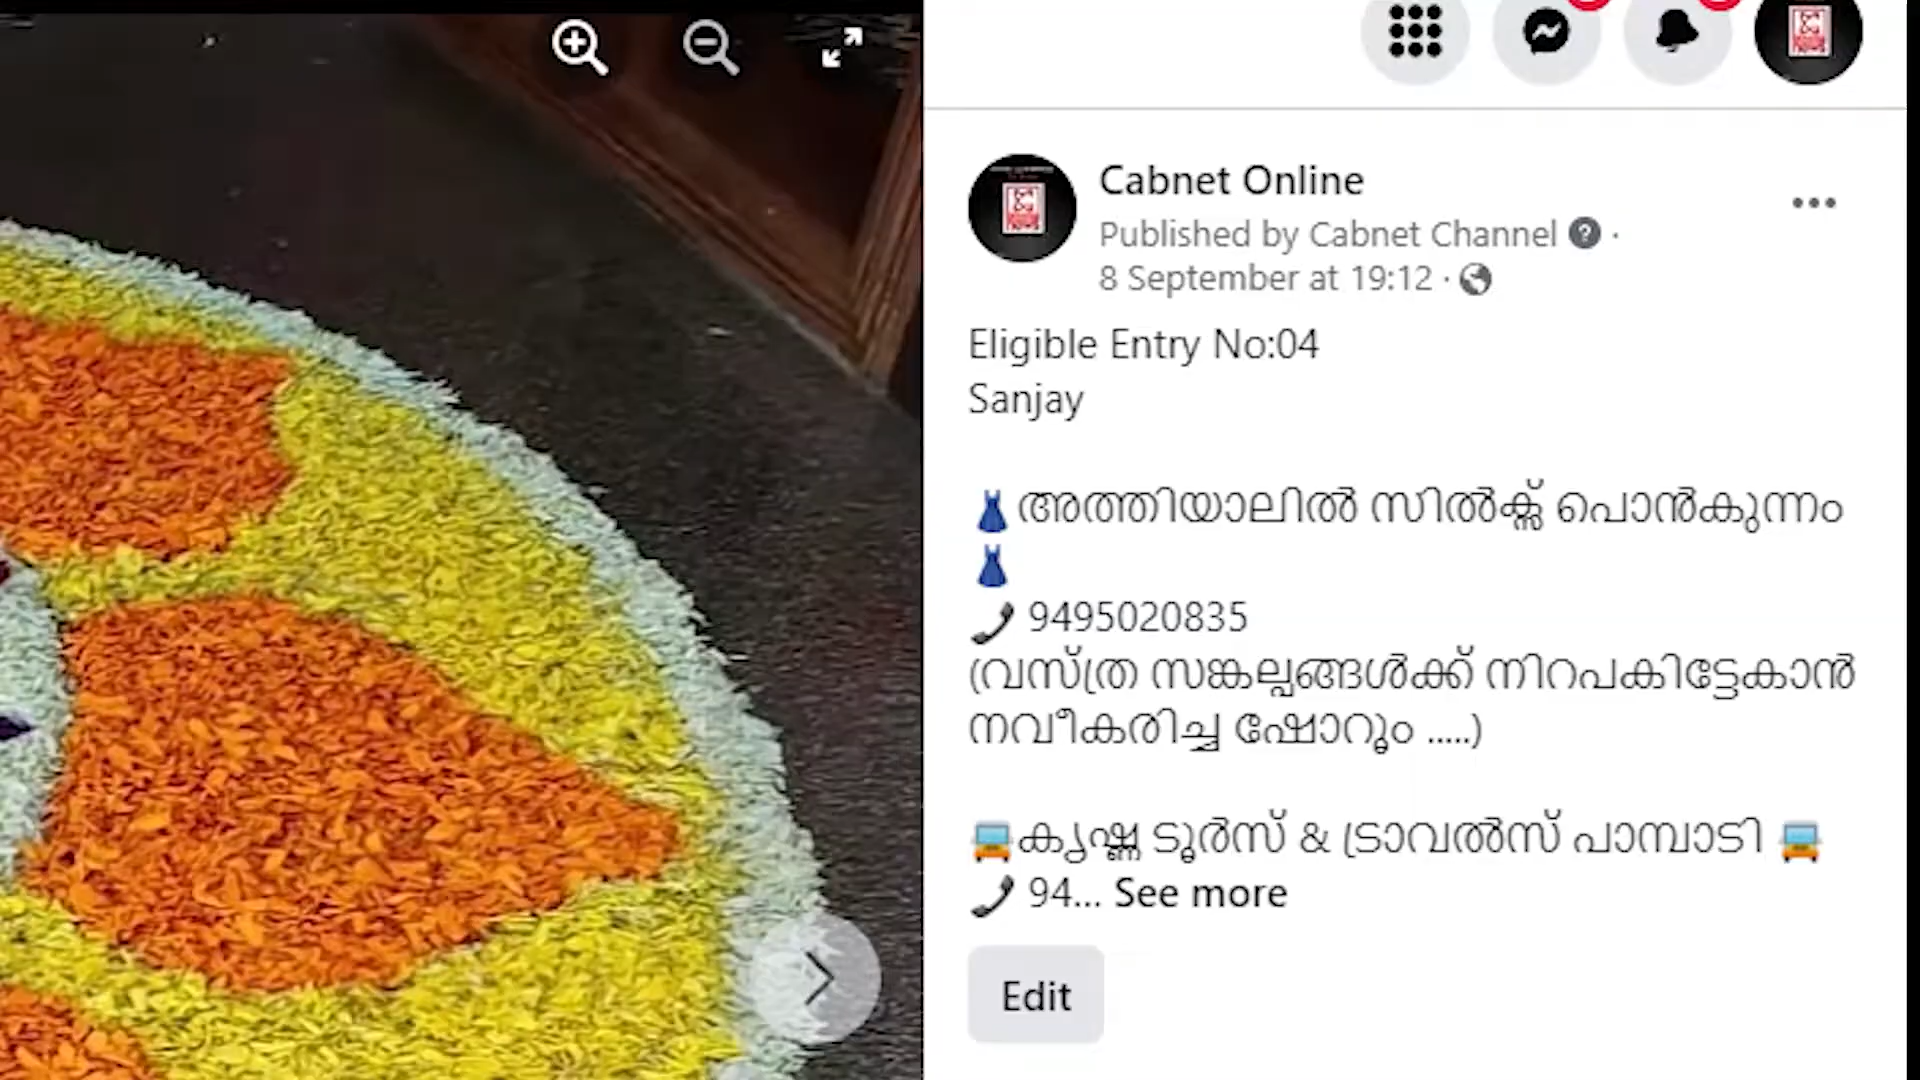 Cabnet Online
Published by Cabnet Channel ·
8 September at 19:12 ·
Eligible Entry No:04
Sanjay
👗അത്തിയാലിൽ സിൽക്സ് പൊൻകുന്നം
👗
📞 9495020835
(വസ്ത്ര സങ്കല്പങ്ങൾക്ക് നിറപകിട്ടേകാൻ
നവീകരിച്ച ഷോറൂം .....)
🚍കൃഷ്ണ ടൂർസ് & ട്രാവൽസ് പാമ്പാടി 🚍
📞 94... See more
Edit